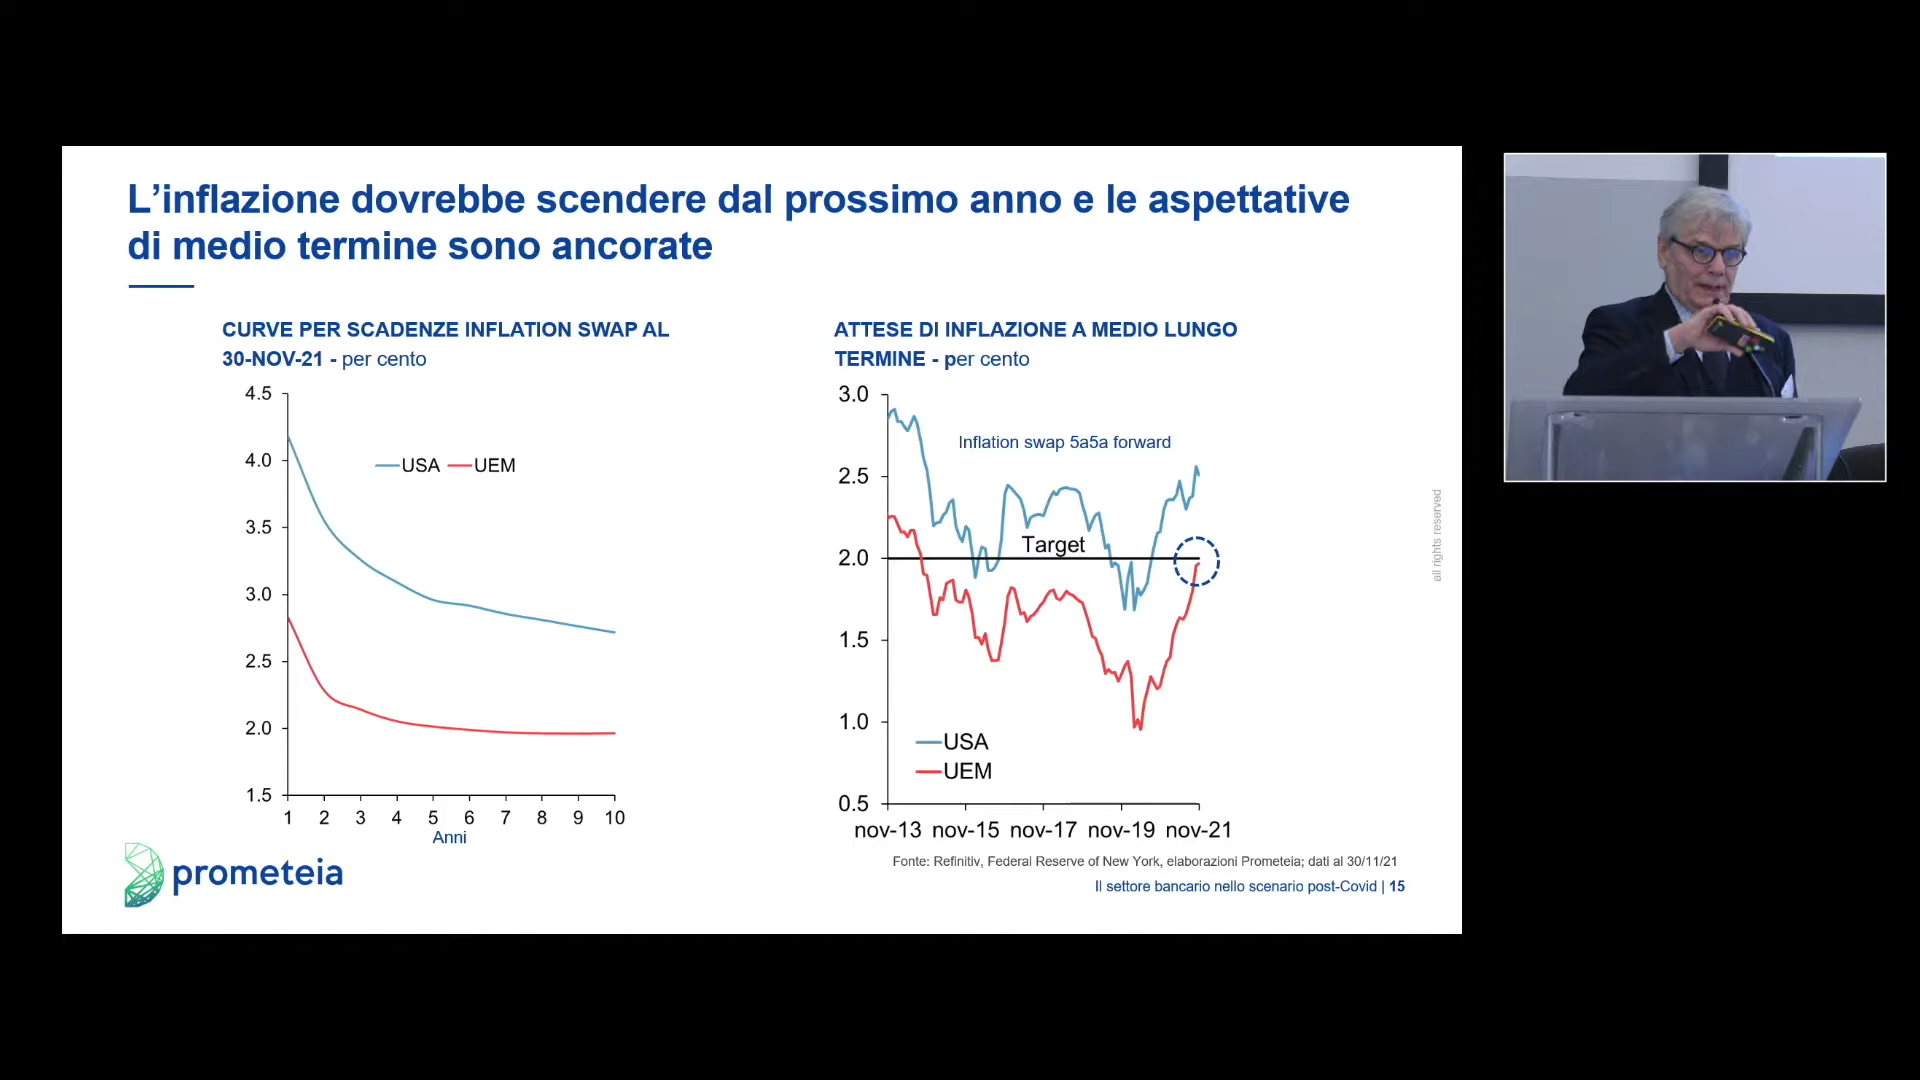 L’inflazione dovrebbe scendere dal prossimo anno e le aspettative
di medio termine sono ancorate
CURVE PER SCADENZE INFLATION SWAP AL
30-NOV-21 - per cento
4.5
4.0
3.5
3.0
2.5
2.0
1.5
USA UEM
1 2 3 4 5 6 7 8 9 10
Anni
ATTESE DI INFLAZIONE A MEDIO LUNGO
TERMINE - per cento
3.0
2.5
2.0
1.5
1.0
0.5
Inflation swap 5a5a forward
Target
USA
UEM
nov-13 nov-15 nov-17 nov-19 nov-21
all rights reserved
Fonte: Refinitiv, Federal Reserve of New York, elaborazioni Prometeia; dati al 30/11/21
prometeia
Il settore bancario nello scenario post-Covid | 15